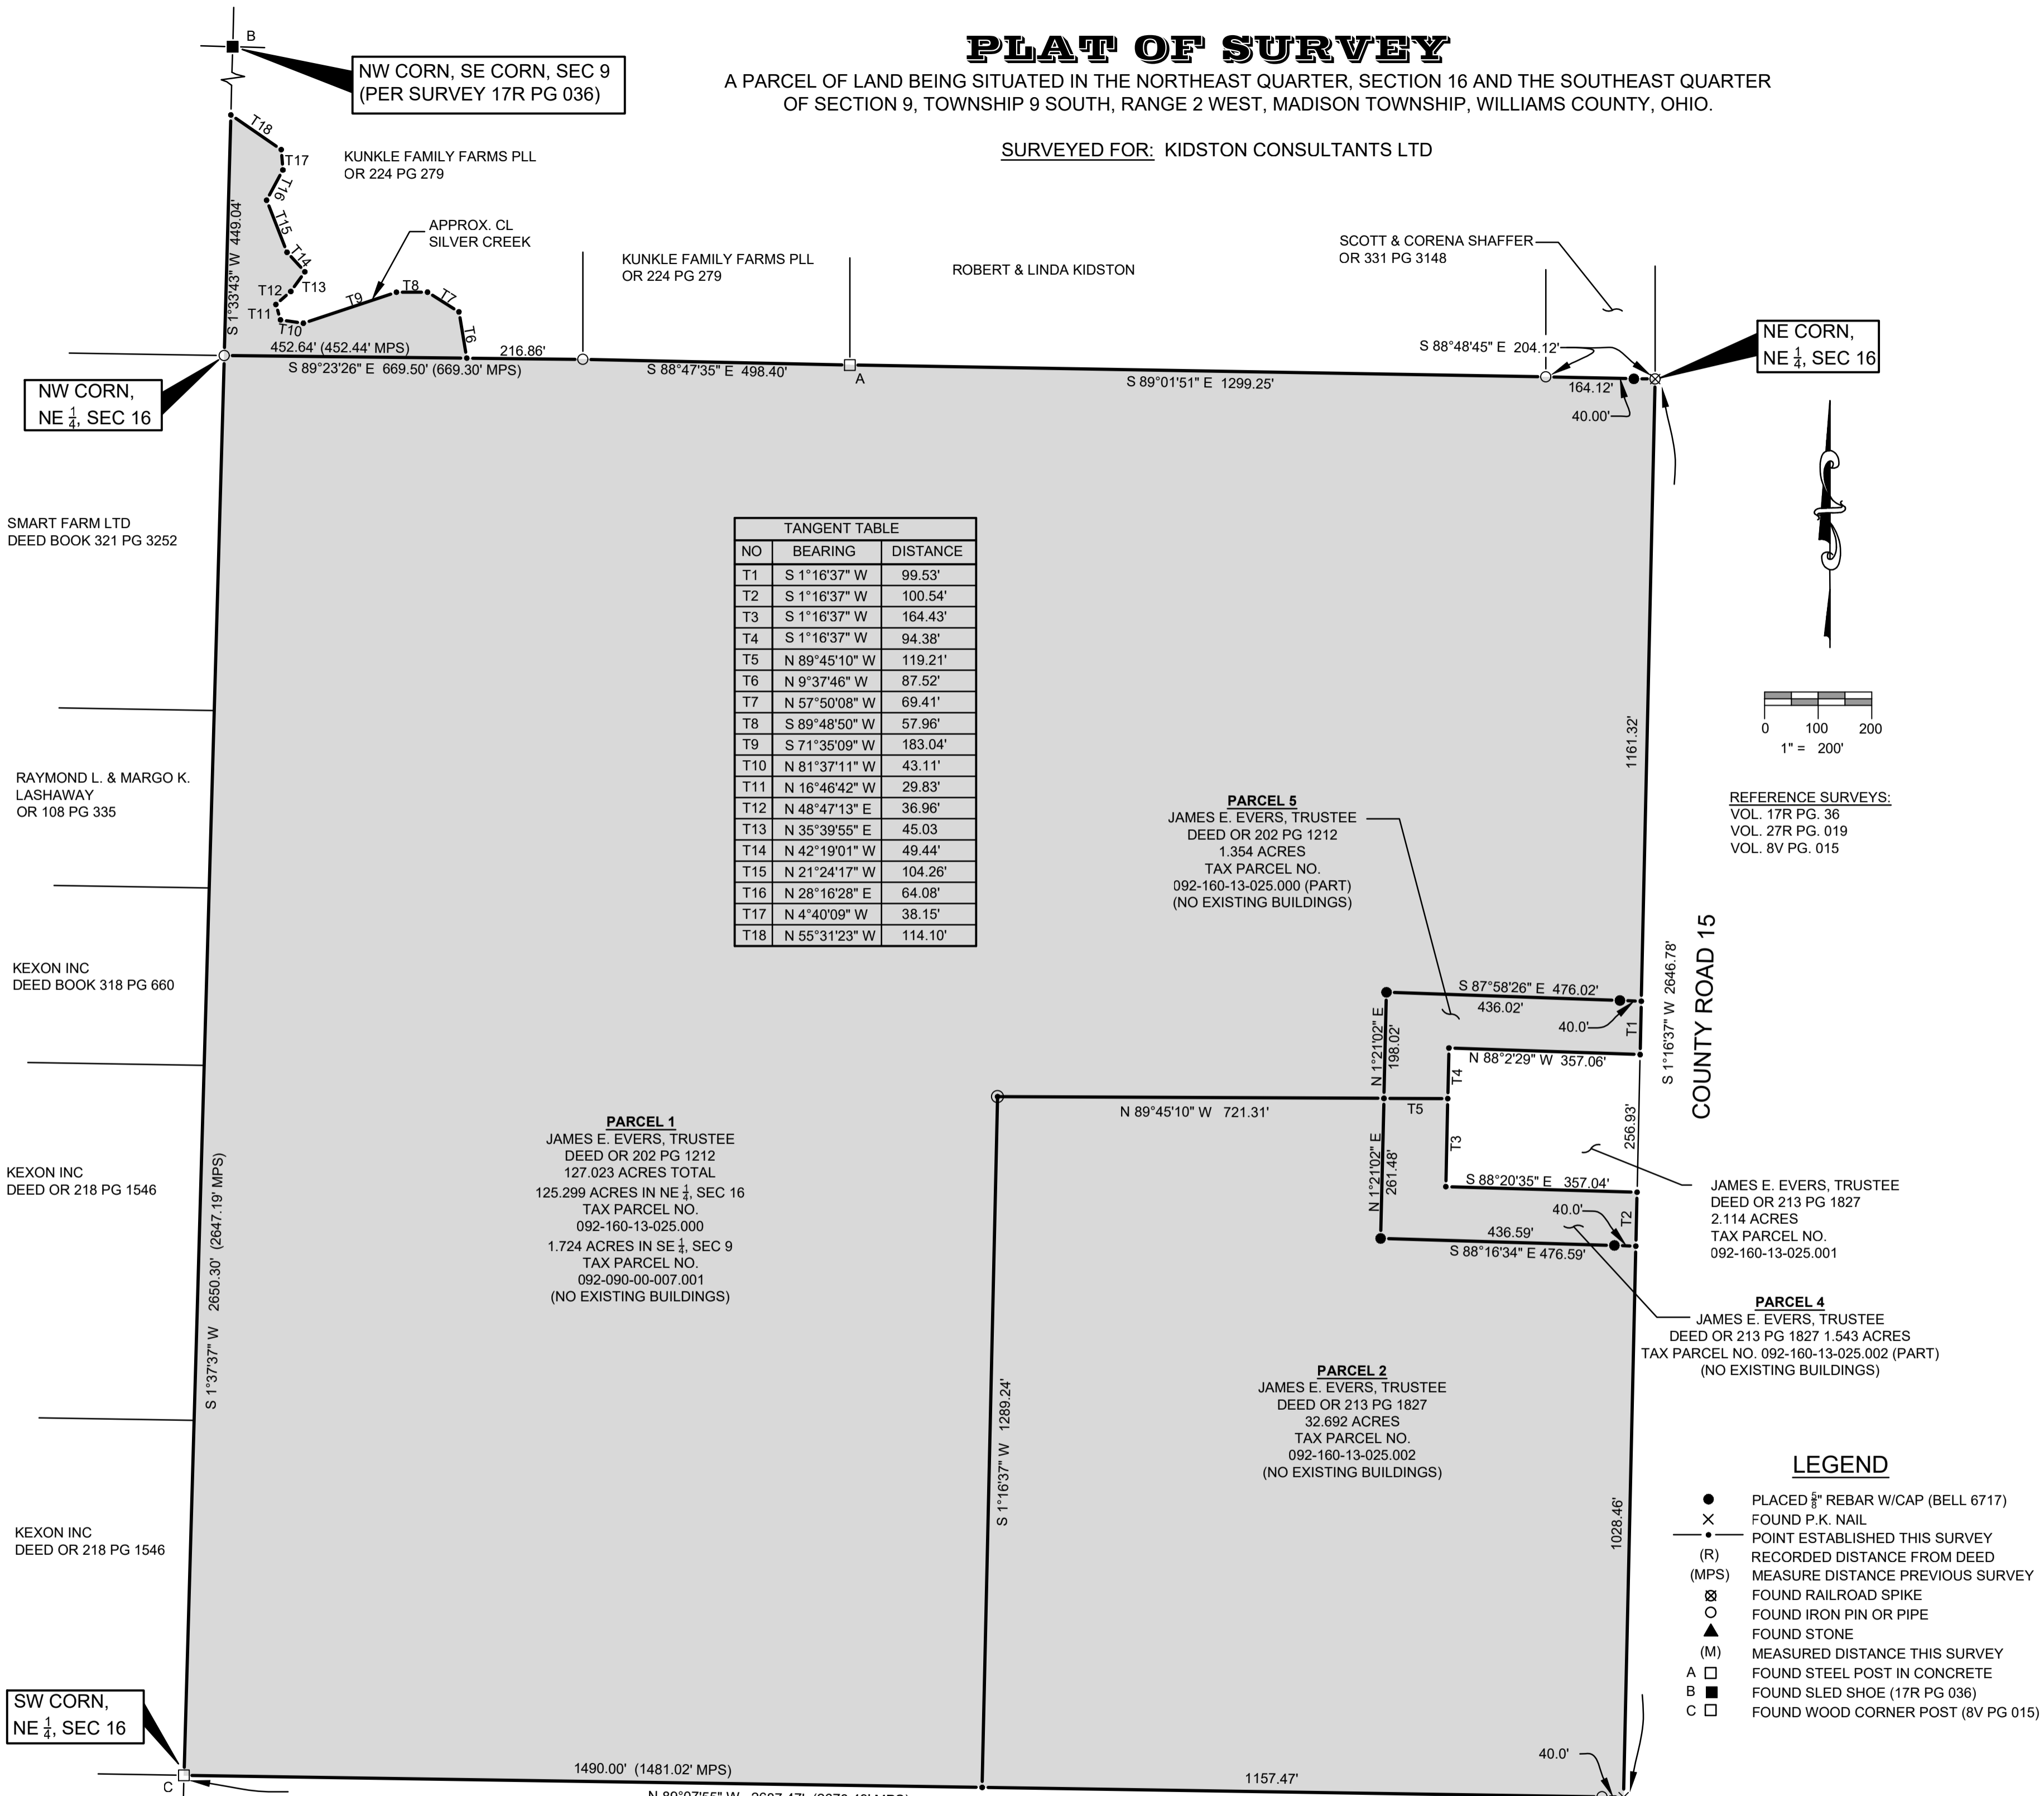 PLAT OF SURVEY
A PARCEL OF LAND BEING SITUATED IN THE NORTHEAST QUARTER, SECTION 16 AND THE SOUTHEAST QUARTER
OF SECTION 9, TOWNSHIP 9 SOUTH, RANGE 2 WEST, MADISON TOWNSHIP, WILLIAMS COUNTY, OHIO.
SURVEYED FOR: KIDSTON CONSULTANTS LTD
B
NW CORN, SE CORN, SEC 9
(PER SURVEY 17R PG 036)
T18
T17
T16
T15
T14
T13
T12
T11
T10
T9
T8
T7
T6
KUNKLE FAMILY FARMS PLL
OR 224 PG 279
APPROX. CL
SILVER CREEK
S 1°33'43" W 449.04'
KUNKLE FAMILY FARMS PLL
OR 224 PG 279
ROBERT & LINDA KIDSTON
SCOTT & CORENA SHAFFER
OR 331 PG 3148
NE CORN,
NE 1/4, SEC 16
NW CORN,
NE 1/4, SEC 16
452.64' (452.44' MPS)
216.86'
S 89°23'26" E 669.50' (669.30' MPS)
S 88°47'35" E 498.40'
A
S 89°01'51" E 1299.25'
S 88°48'45" E 204.12'
164.12'
40.00'
SMART FARM LTD
DEED BOOK 321 PG 3252
RAYMOND L. & MARGO K.
LASHAWAY
OR 108 PG 335
KEXON INC
DEED BOOK 318 PG 660
KEXON INC
DEED OR 218 PG 1546
KEXON INC
DEED OR 218 PG 1546
S 1°37'37" W 2650.30' (2647.19' MPS)
TANGENT TABLE
NO BEARING DISTANCE
T1 S 1°16'37" W 99.53'
T2 S 1°16'37" W 100.54'
T3 S 1°16'37" W 164.43'
T4 S 1°16'37" W 94.38'
T5 N 89°45'10" W 119.21'
T6 N 9°37'46" W 87.52'
T7 N 57°50'08" W 69.41'
T8 S 89°48'50" W 57.96'
T9 S 71°35'09" W 183.04'
T10 N 81°37'11" W 43.11'
T11 N 16°46'42" W 29.83'
T12 N 48°47'13" E 36.96'
T13 N 35°39'55" E 45.03
T14 N 42°19'01" W 49.44'
T15 N 21°24'17" W 104.26'
T16 N 28°16'28" E 64.08'
T17 N 4°40'09" W 38.15'
T18 N 55°31'23" W 114.10'
0 100 200
1" = 200'
REFERENCE SURVEYS:
VOL. 17R PG. 36
VOL. 27R PG. 019
VOL. 8V PG. 015
1161.32'
S 1°16'37" W 2646.78'
COUNTY ROAD 15
PARCEL 5
JAMES E. EVERS, TRUSTEE
DEED OR 202 PG 1212
1.354 ACRES
TAX PARCEL NO.
092-160-13-025.000 (PART)
(NO EXISTING BUILDINGS)
S 87°58'26" E 476.02'
436.02'
40.0'
T1
N 1°21'02" E
198.02'
N 88°2'29" W 357.06'
T4
T5
N 89°45'10" W 721.31'
T3
256.93'
N 1°21'02" E
261.48'
S 88°20'35" E 357.04'
40.0'
T2
436.59'
S 88°16'34" E 476.59'
PARCEL 1
JAMES E. EVERS, TRUSTEE
DEED OR 202 PG 1212
127.023 ACRES TOTAL
125.299 ACRES IN NE 1/4, SEC 16
TAX PARCEL NO.
092-160-13-025.000
1.724 ACRES IN SE 1/4, SEC 9
TAX PARCEL NO.
092-090-00-007.001
(NO EXISTING BUILDINGS)
JAMES E. EVERS, TRUSTEE
DEED OR 213 PG 1827
2.114 ACRES
TAX PARCEL NO.
092-160-13-025.001
PARCEL 4
JAMES E. EVERS, TRUSTEE
DEED OR 213 PG 1827 1.543 ACRES
TAX PARCEL NO. 092-160-13-025.002 (PART)
(NO EXISTING BUILDINGS)
PARCEL 2
JAMES E. EVERS, TRUSTEE
DEED OR 213 PG 1827
32.692 ACRES
TAX PARCEL NO.
092-160-13-025.002
(NO EXISTING BUILDINGS)
S 1°16'37" W 1289.24'
1028.46'
LEGEND
PLACED 5/8" REBAR W/CAP (BELL 6717)
FOUND P.K. NAIL
POINT ESTABLISHED THIS SURVEY
(R) RECORDED DISTANCE FROM DEED
(MPS) MEASURE DISTANCE PREVIOUS SURVEY
FOUND RAILROAD SPIKE
FOUND IRON PIN OR PIPE
FOUND STONE
(M) MEASURED DISTANCE THIS SURVEY
A FOUND STEEL POST IN CONCRETE
B FOUND SLED SHOE (17R PG 036)
C FOUND WOOD CORNER POST (8V PG 015)
SW CORN,
NE 1/4, SEC 16
C
1490.00' (1481.02' MPS)
1157.47'
40.0'